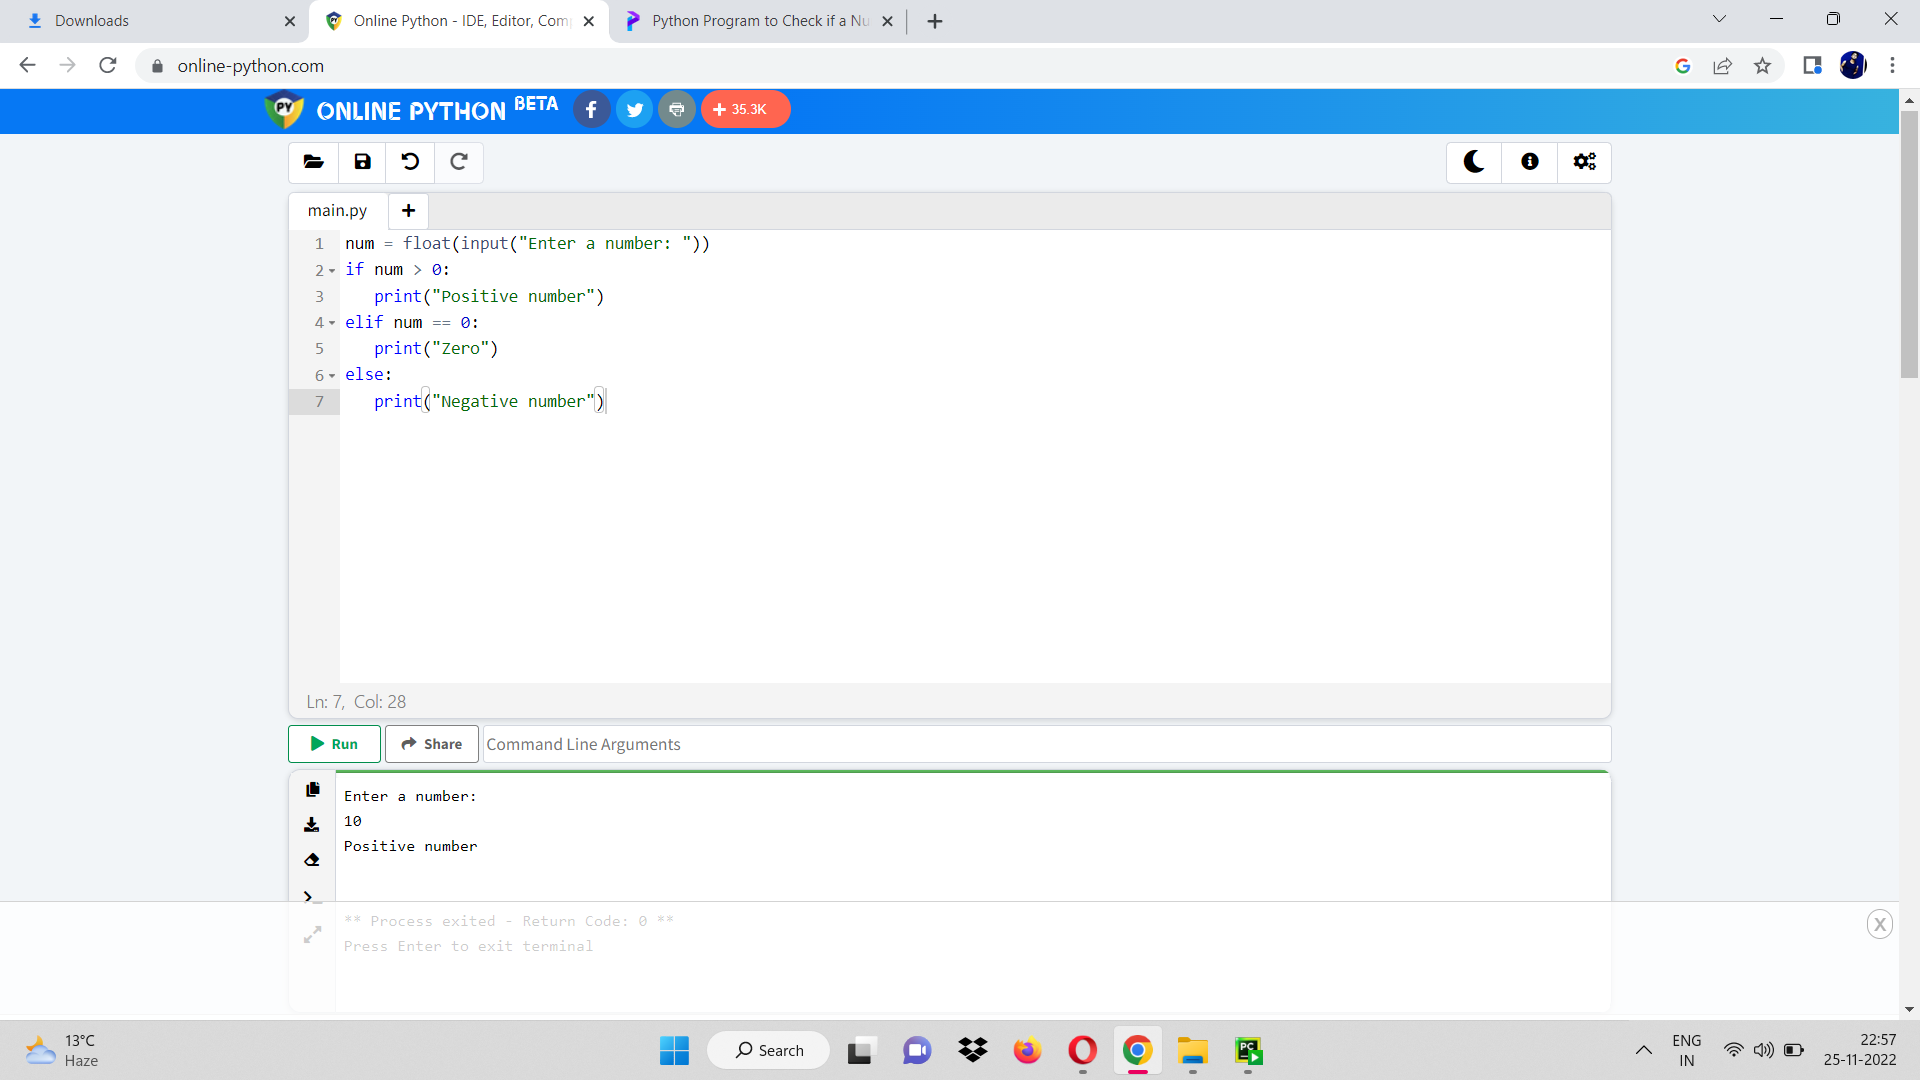 Downloads
Online Python - IDE, Editor, Com
Python Program to Check if a Nu
online-python.com
PY ONLINE PYTHON BETA
35.3K
main.py
1 num = float(input("Enter a number: "))
2 if num > 0:
3 print("Positive number")
4 elif num == 0:
5 print("Zero")
6 else:
7 print("Negative number")
Ln: 7, Col: 28
Run
Share
Command Line Arguments
Enter a number:
10
Positive number
** Process exited - Return Code: 0 **
Press Enter to exit terminal
X
13°C
Haze
Search
PC
ENG
IN
22:57
25-11-2022